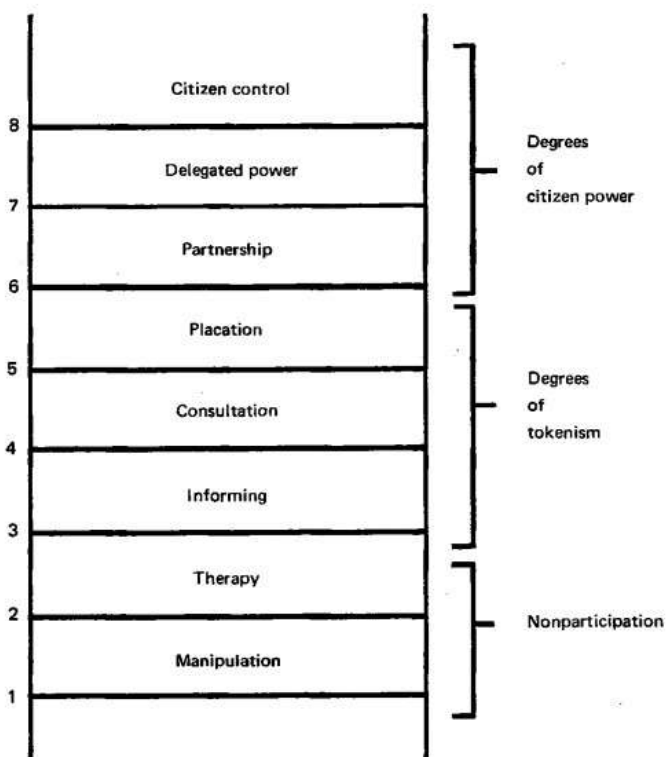 Citizen control
8
Delegated power
7
Partnership
6
Placation
5
Consultation
4
Informing
3
Therapy
2
Manipulation
1
Degrees
of
citizen power
Degrees
of
tokenism
Nonparticipation